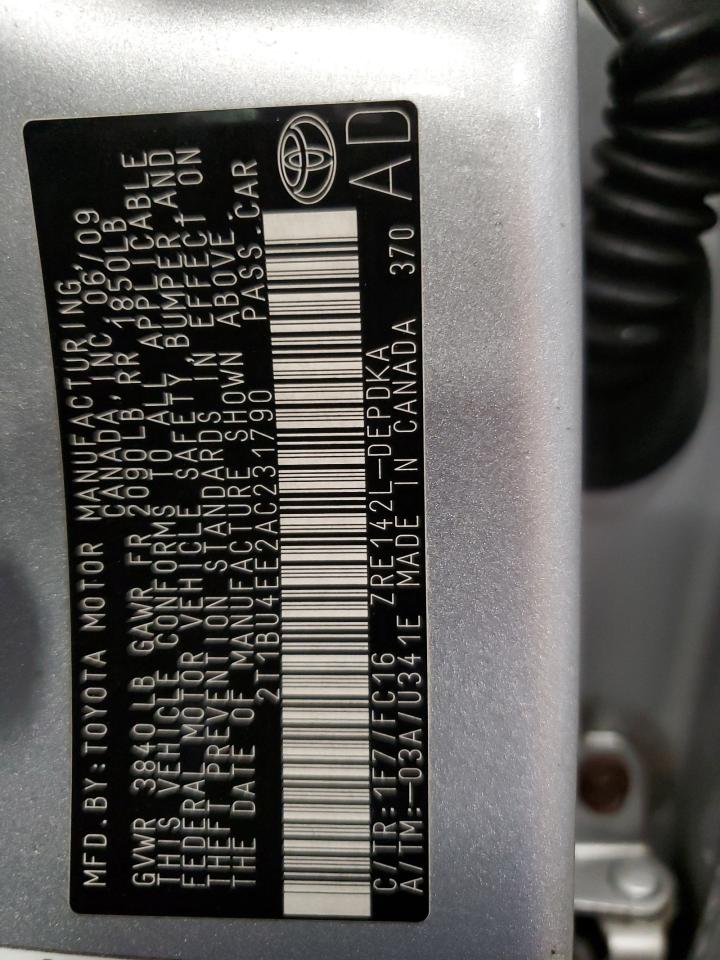 MFD. BY: TOYOTA MOTOR MANUFACTURING,
CANADA, INC 06/09
GVWR 3840 LB GAWR FR 2090LB RR 1850LB
THIS VEHICLE CONFORMS TO ALL APPLICABLE
FEDERAL MOTOR VEHICLE SAFETY, BUMPER, AND
THEFT PREVENTION STANDARDS IN EFFECT ON
THE DATE OF MANUFACTURE SHOWN ABOVE.
2T1BU4EE2AC231790 PASS. CAR
C/TR: 1F7/FC16 ZRE142L-DEPDKA 370
A/TM: -03A/U341E MADE IN CANADA
AD